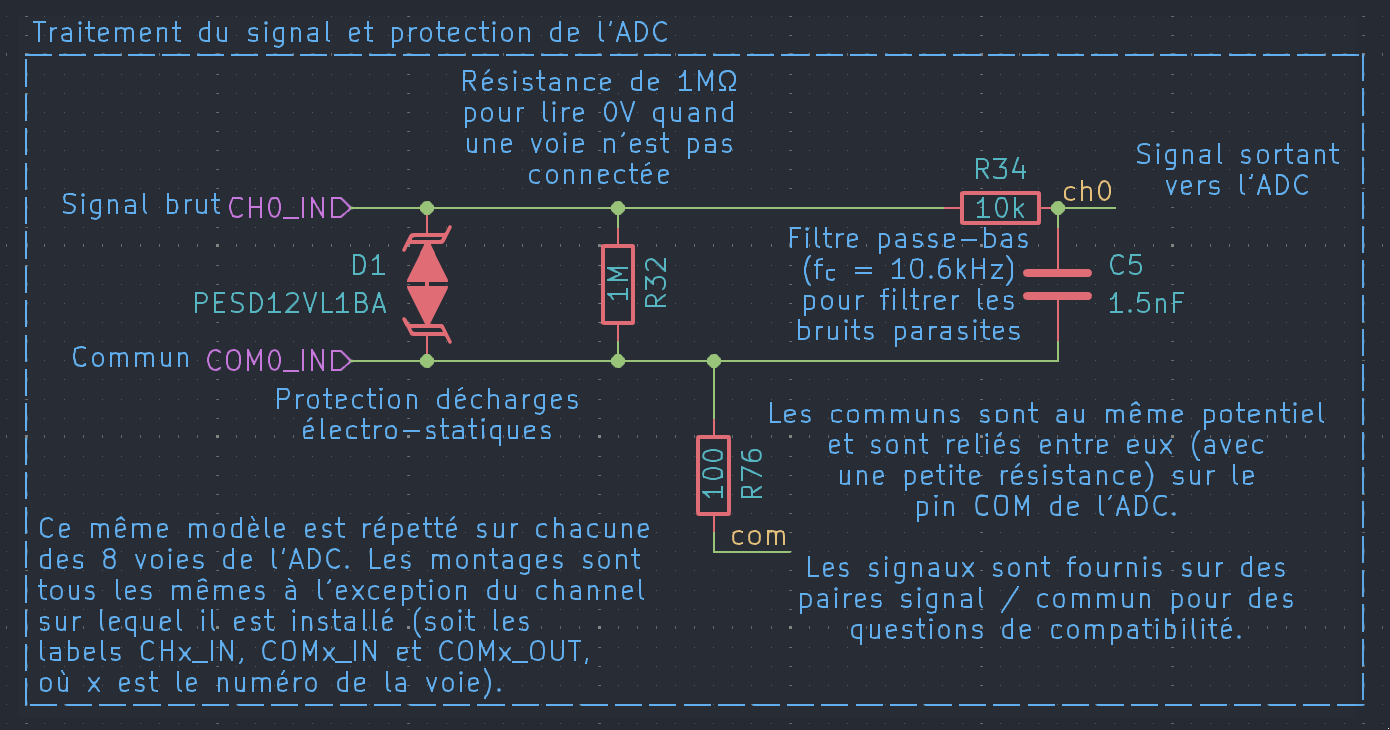 Traitement du signal et protection de l'ADC
Résistance de 1MΩ
pour lire 0V quand
une voie n'est pas
connectée
Signal brut
CH0_IN
D1
PESD12VL1BA
1M
R32
R34
10k
ch0
Signal sortant
vers l'ADC
Filtre passe-bas
(fc = 10.6kHz)
pour filtrer les
bruits parasites
C5
1.5nF
Commun
COM0_IN
Protection décharges
électro-statiques
100
R76
com
Les communs sont au même potentiel
et sont reliés entre eux (avec
une petite résistance) sur le
pin COM de l'ADC.
Les signaux sont fournis sur des
paires signal / commun pour des
questions de compatibilité.
Ce même modèle est répetté sur chacune
des 8 voies de l'ADC. Les montages sont
tous les mêmes à l'exception du channel
sur lequel il est installé (soit les
labels CHx_IN, COMx_IN et COMx_OUT,
où x est le numéro de la voie).